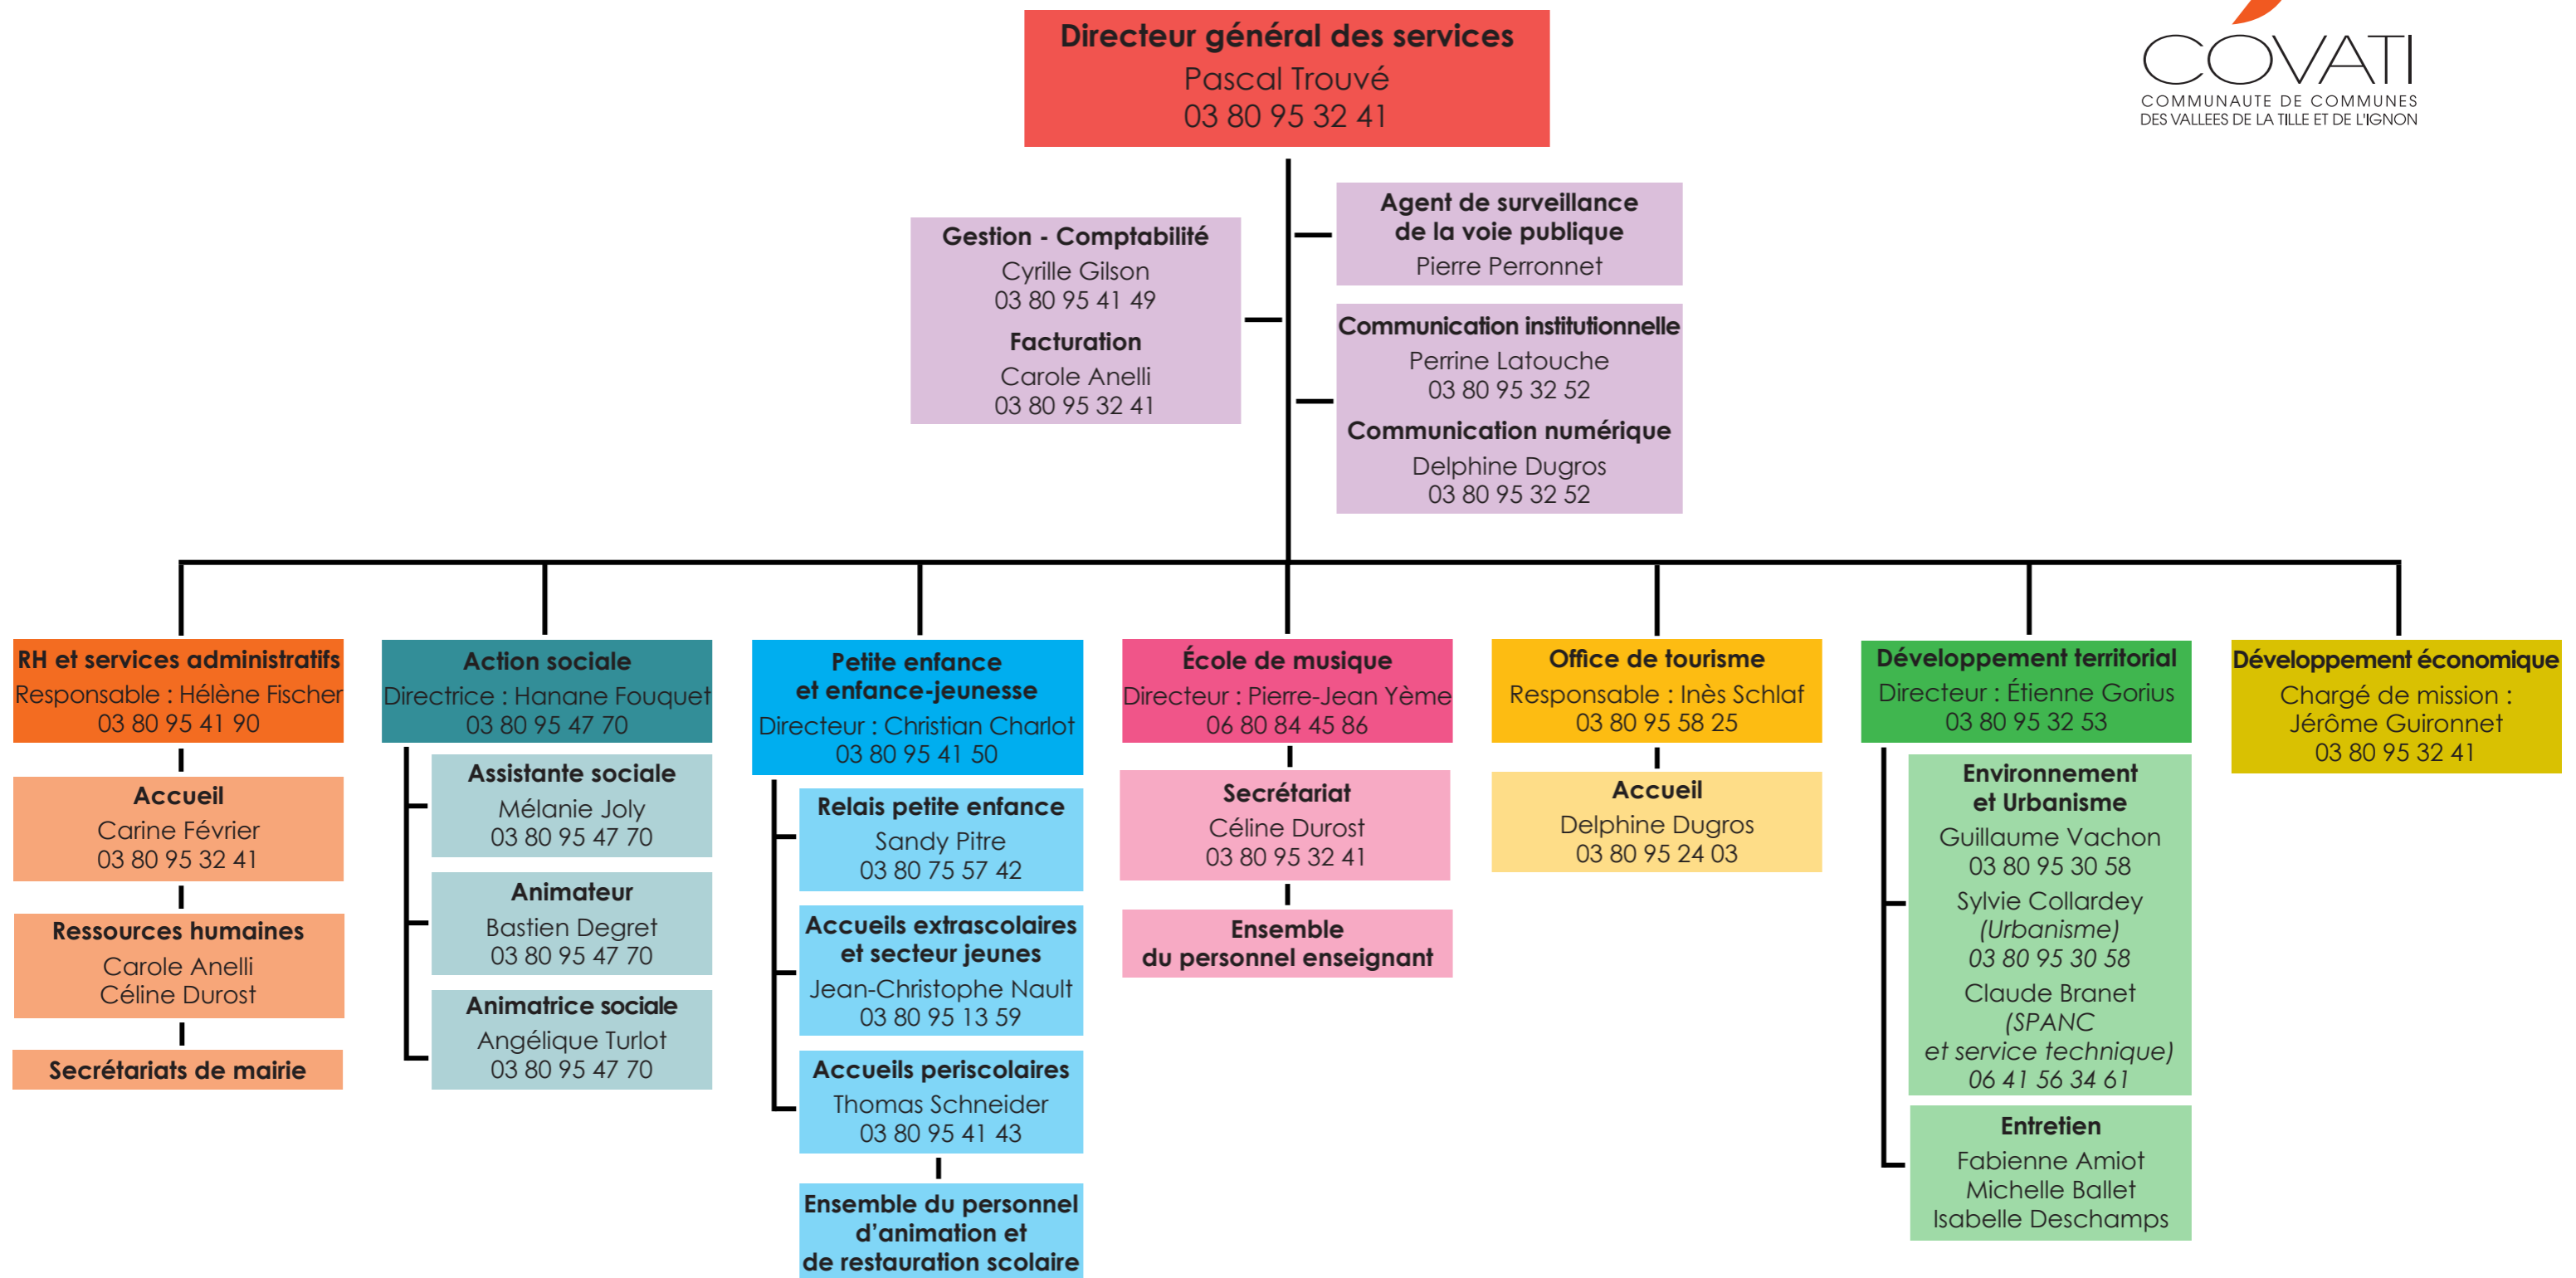 Directeur général des services
Pascal Trouvé
03 80 95 32 41
COVATI
COMMUNAUTE DE COMMUNES
DES VALLEES DE LA TILLE ET DE L'IGNON
Gestion - Comptabilité
Cyrille Gilson
03 80 95 41 49
Facturation
Carole Anelli
03 80 95 32 41
Agent de surveillance
de la voie publique
Pierre Perronnet
Communication institutionnelle
Perrine Latouche
03 80 95 32 52
Communication numérique
Delphine Dugros
03 80 95 32 52
RH et services administratifs
Responsable : Hélène Fischer
03 80 95 41 90
Accueil
Carine Février
03 80 95 32 41
Ressources humaines
Carole Anelli
Céline Durost
Secrétariats de mairie
Action sociale
Directrice : Hanane Fouquet
03 80 95 47 70
Assistante sociale
Mélanie Joly
03 80 95 47 70
Animateur
Bastien Degret
03 80 95 47 70
Animatrice sociale
Angélique Turlot
03 80 95 47 70
Petite enfance
et enfance-jeunesse
Directeur : Christian Charlot
03 80 95 41 50
Relais petite enfance
Sandy Pitre
03 80 75 57 42
Accueils extrascolaires
et secteur jeunes
Jean-Christophe Nault
03 80 95 13 59
Accueils periscolaires
Thomas Schneider
03 80 95 41 43
Ensemble du personnel
d’animation et
de restauration scolaire
École de musique
Directeur : Pierre-Jean Yème
06 80 84 45 86
Secrétariat
Céline Durost
03 80 95 32 41
Ensemble
du personnel enseignant
Office de tourisme
Responsable : Inès Schlaf
03 80 95 58 25
Accueil
Delphine Dugros
03 80 95 24 03
Développement territorial
Directeur : Étienne Gorius
03 80 95 32 53
Environnement
et Urbanisme
Guillaume Vachon
03 80 95 30 58
Sylvie Collardey
(Urbanisme)
03 80 95 30 58
Claude Branet
(SPANC
et service technique)
06 41 56 34 61
Entretien
Fabienne Amiot
Michelle Ballet
Isabelle Deschamps
Développement économique
Chargé de mission :
Jérôme Guironnet
03 80 95 32 41